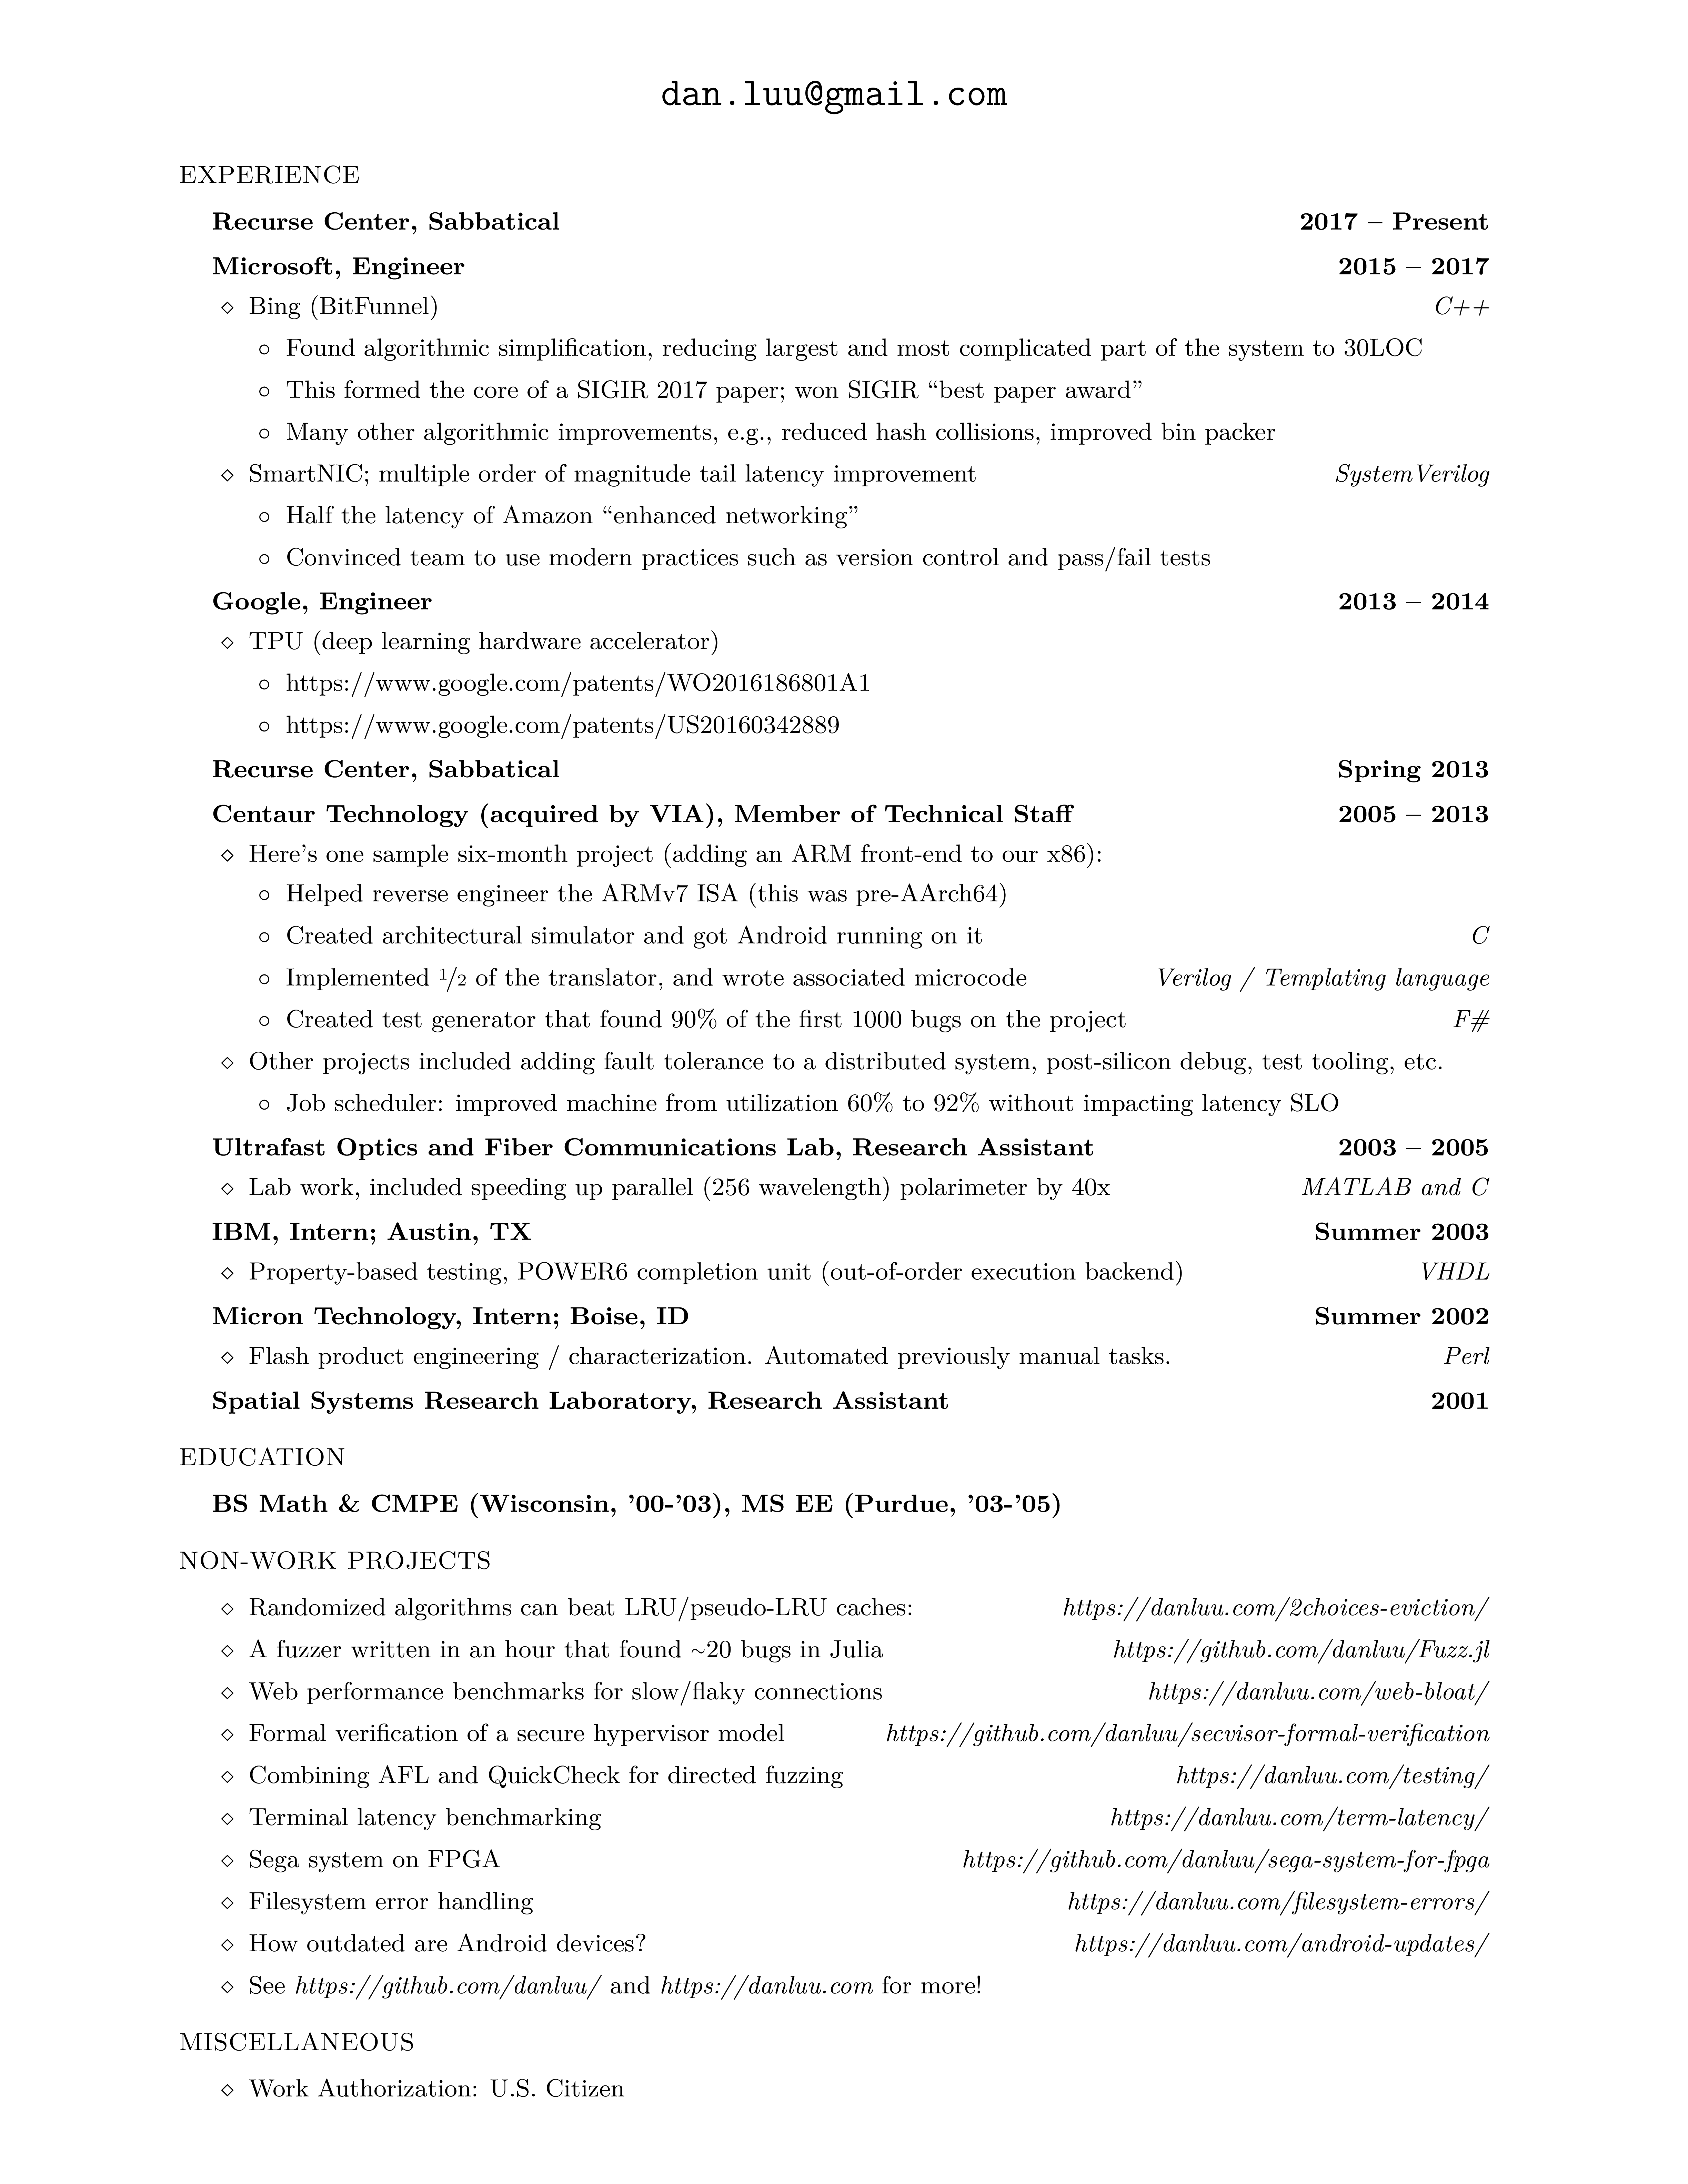 dan.luu@gmail.com
EXPERIENCE
Recurse Center, Sabbatical 2017 – Present
Microsoft, Engineer 2015 – 2017
⋄ Bing (BitFunnel) C++
○ Found algorithmic simplification, reducing largest and most complicated part of the system to 30LOC
○ This formed the core of a SIGIR 2017 paper; won SIGIR “best paper award”
○ Many other algorithmic improvements, e.g., reduced hash collisions, improved bin packer
⋄ SmartNIC; multiple order of magnitude tail latency improvement SystemVerilog
○ Half the latency of Amazon “enhanced networking”
○ Convinced team to use modern practices such as version control and pass/fail tests
Google, Engineer 2013 – 2014
⋄ TPU (deep learning hardware accelerator)
○ https://www.google.com/patents/WO2016186801A1
○ https://www.google.com/patents/US20160342889
Recurse Center, Sabbatical Spring 2013
Centaur Technology (acquired by VIA), Member of Technical Staff 2005 – 2013
⋄ Here’s one sample six-month project (adding an ARM front-end to our x86):
○ Helped reverse engineer the ARMv7 ISA (this was pre-AArch64)
○ Created architectural simulator and got Android running on it C
○ Implemented 1/2 of the translator, and wrote associated microcode Verilog / Templating language
○ Created test generator that found 90% of the first 1000 bugs on the project F#
⋄ Other projects included adding fault tolerance to a distributed system, post-silicon debug, test tooling, etc.
○ Job scheduler: improved machine from utilization 60% to 92% without impacting latency SLO
Ultrafast Optics and Fiber Communications Lab, Research Assistant 2003 – 2005
⋄ Lab work, included speeding up parallel (256 wavelength) polarimeter by 40x MATLAB and C
IBM, Intern; Austin, TX Summer 2003
⋄ Property-based testing, POWER6 completion unit (out-of-order execution backend) VHDL
Micron Technology, Intern; Boise, ID Summer 2002
⋄ Flash product engineering / characterization. Automated previously manual tasks. Perl
Spatial Systems Research Laboratory, Research Assistant 2001
EDUCATION
BS Math & CMPE (Wisconsin, ’00-’03), MS EE (Purdue, ’03-’05)
NON-WORK PROJECTS
⋄ Randomized algorithms can beat LRU/pseudo-LRU caches: https://danluu.com/2choices-eviction/
⋄ A fuzzer written in an hour that found ~20 bugs in Julia https://github.com/danluu/Fuzz.jl
⋄ Web performance benchmarks for slow/flaky connections https://danluu.com/web-bloat/
⋄ Formal verification of a secure hypervisor model https://github.com/danluu/secvisor-formal-verification
⋄ Combining AFL and QuickCheck for directed fuzzing https://danluu.com/testing/
⋄ Terminal latency benchmarking https://danluu.com/term-latency/
⋄ Sega system on FPGA https://github.com/danluu/sega-system-for-fpga
⋄ Filesystem error handling https://danluu.com/filesystem-errors/
⋄ How outdated are Android devices? https://danluu.com/android-updates/
⋄ See https://github.com/danluu/ and https://danluu.com for more!
MISCELLANEOUS
⋄ Work Authorization: U.S. Citizen